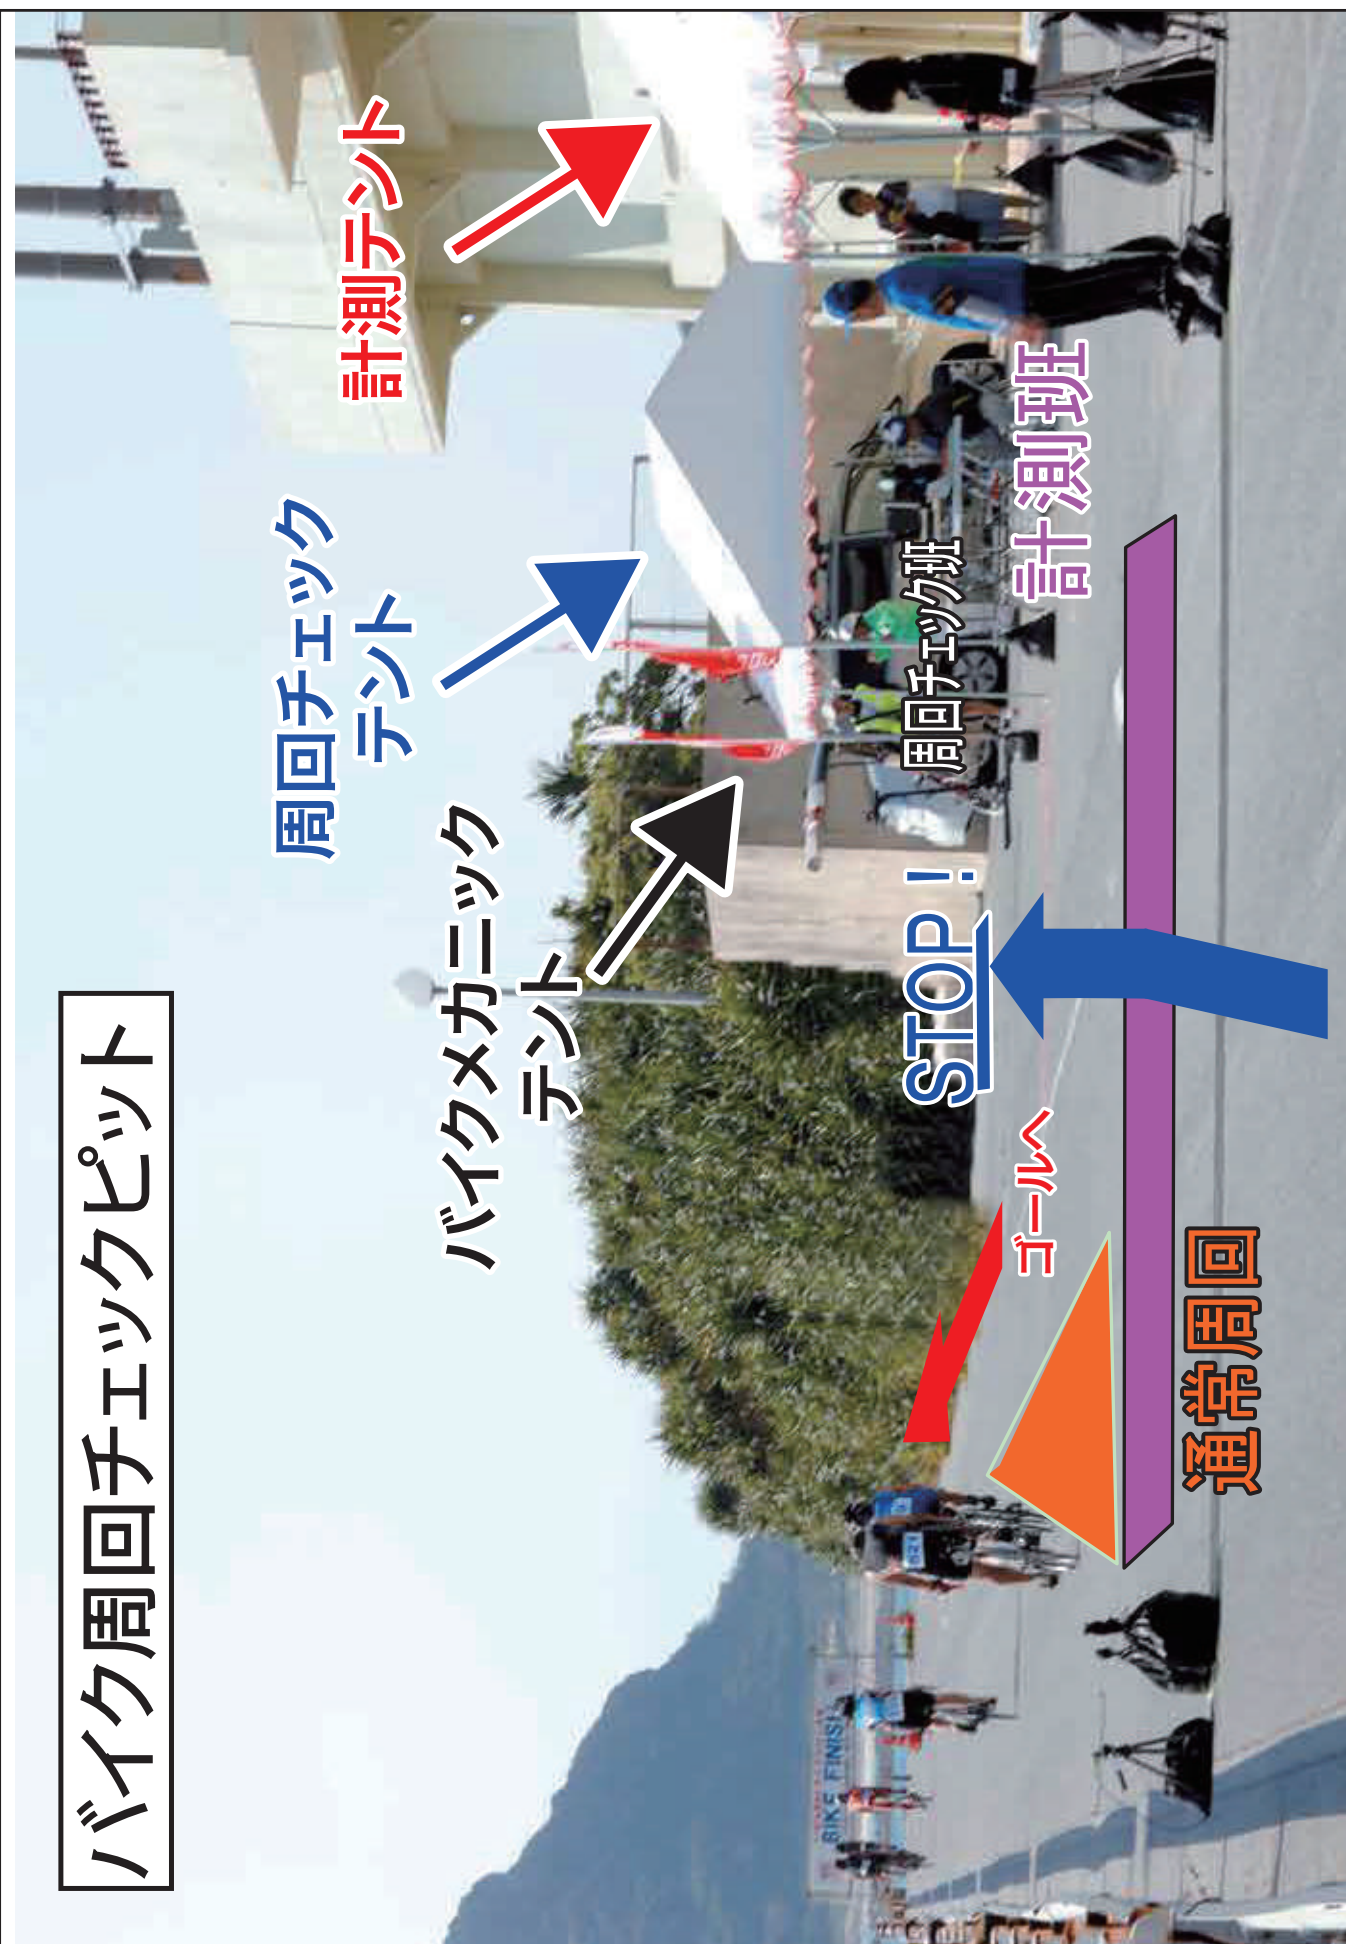 バイク周回チェックピット
周回チェック
テント
計測テント
バイクメカニック
テント
周回チェック班
計測班
STOP！
ゴールへ
通常周回
BIKE FINISH
621